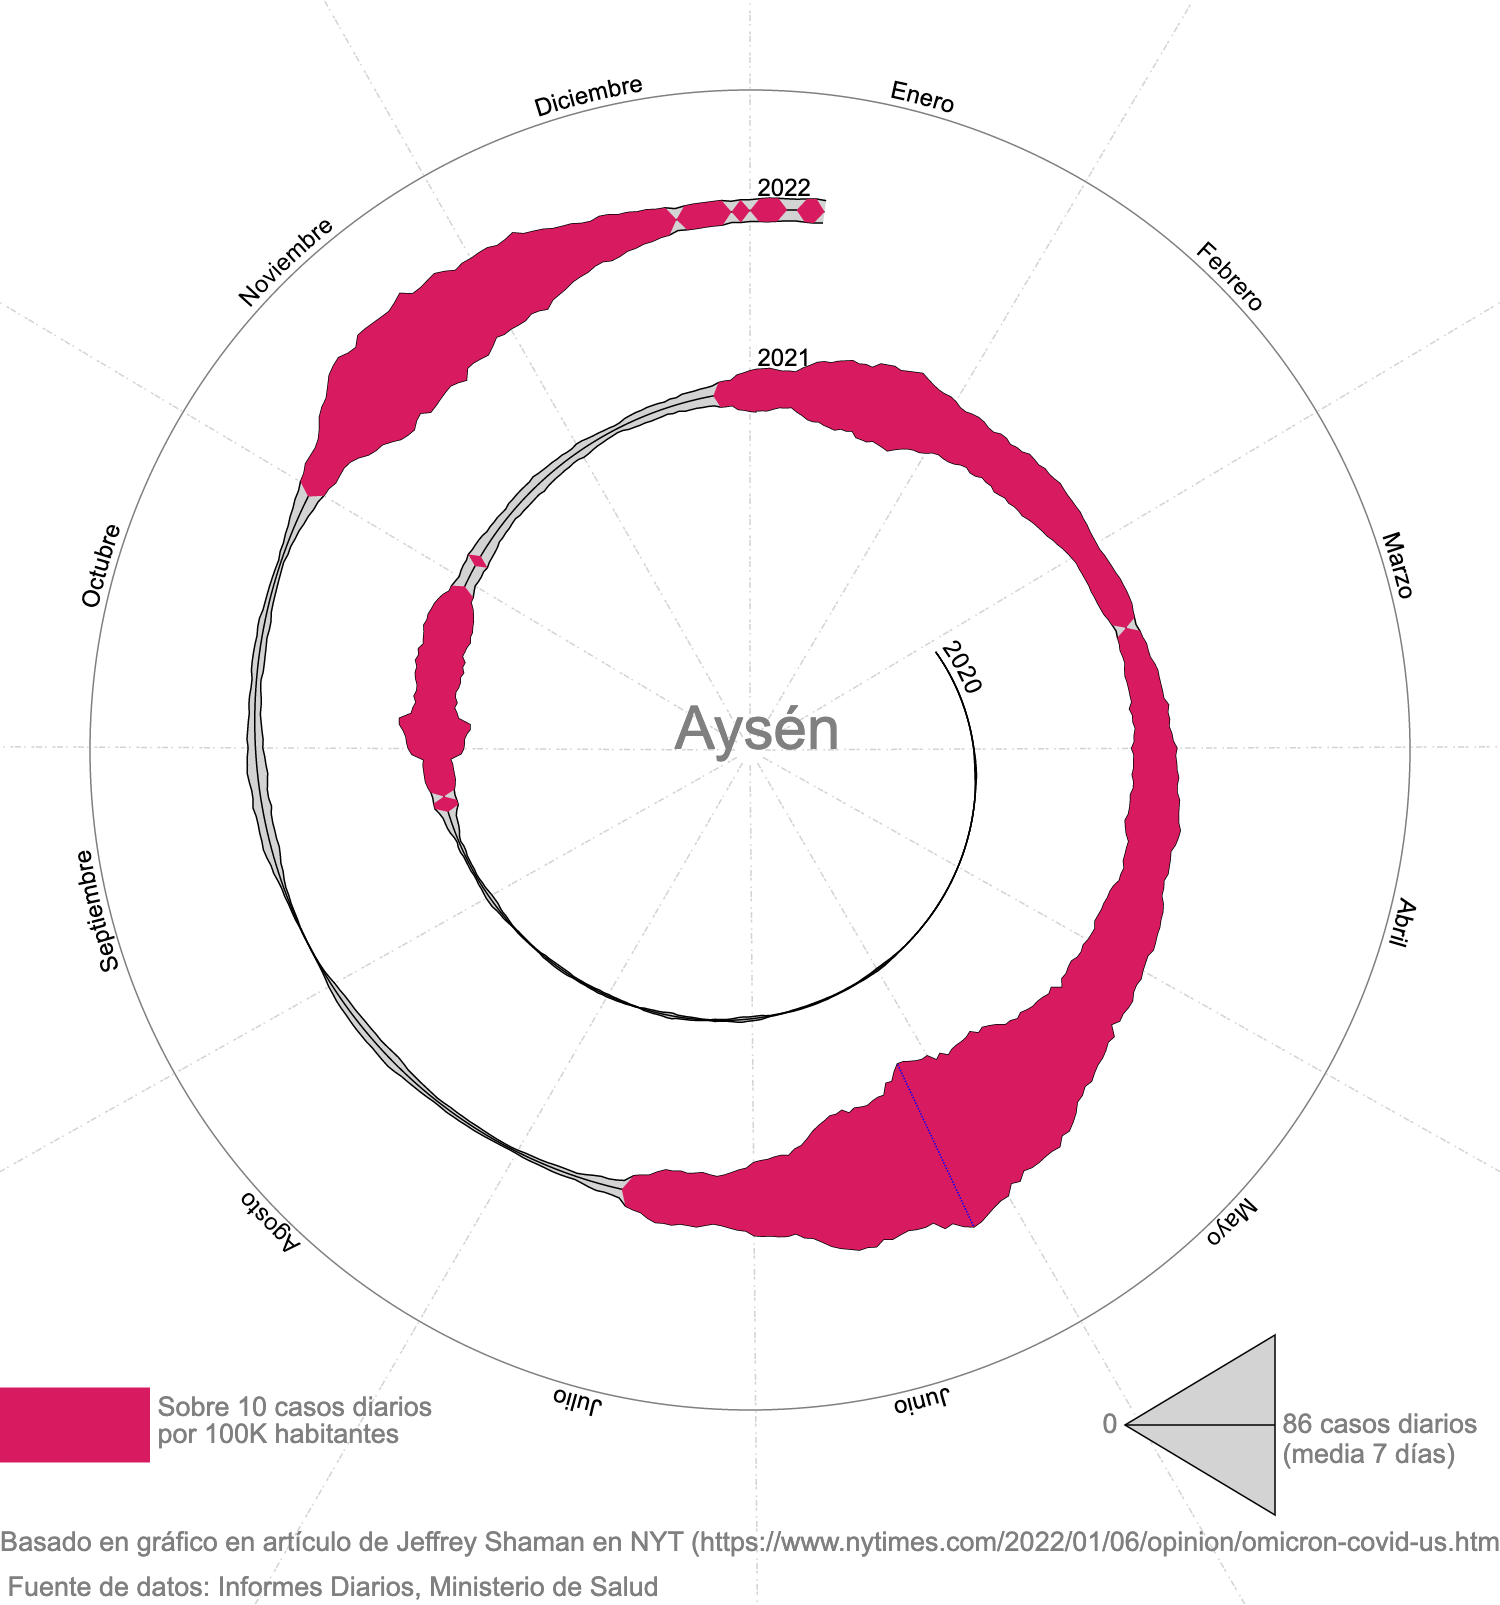 Diciembre
Enero
Noviembre
Febrero
2022
2021
Octubre
Marzo
2020
Aysén
Septiembre
Abril
Agosto
Mayo
Julio
Junio
Sobre 10 casos diarios
por 100K habitantes
0
86 casos diarios
(media 7 días)
Basado en gráfico en artículo de Jeffrey Shaman en NYT (https://www.nytimes.com/2022/01/06/opinion/omicron-covid-us.htm
Fuente de datos: Informes Diarios, Ministerio de Salud